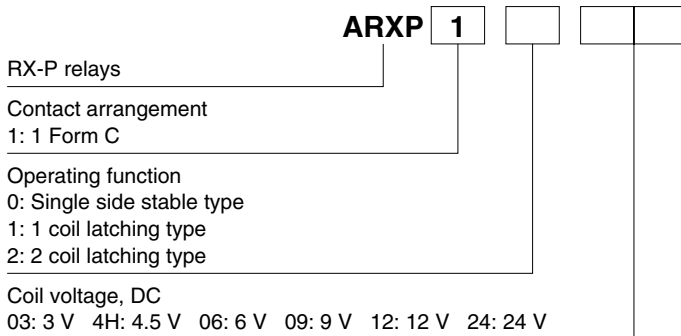 ARXP 1
RX-P relays
Contact arrangement
1: 1 Form C
Operating function
0: Single side stable type
1: 1 coil latching type
2: 2 coil latching type
Coil voltage, DC
03: 3 V 4H: 4.5 V 06: 6 V 09: 9 V 12: 12 V 24: 24 V